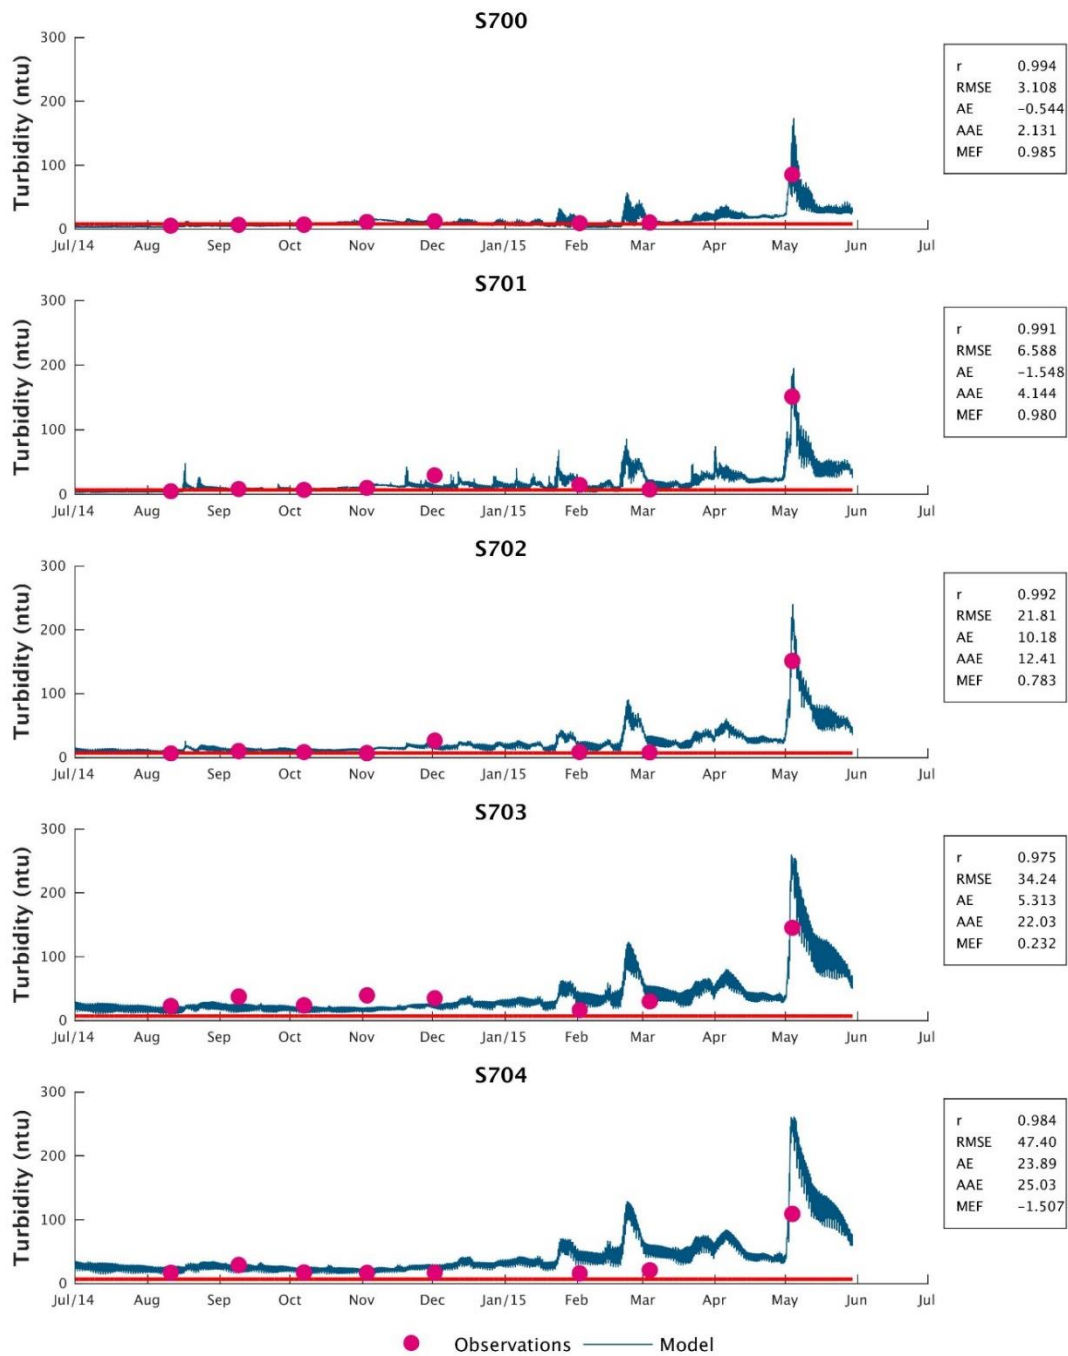 S700
Turbidity (ntu)
300
200
100
0
Jul/14 Aug Sep Oct Nov Dec Jan/15 Feb Mar Apr May Jun Jul
r 0.994
RMSE 3.108
AE -0.544
AAE 2.131
MEF 0.985
S701
Turbidity (ntu)
300
200
100
0
Jul/14 Aug Sep Oct Nov Dec Jan/15 Feb Mar Apr May Jun Jul
r 0.991
RMSE 6.588
AE -1.548
AAE 4.144
MEF 0.980
S702
Turbidity (ntu)
300
200
100
0
Jul/14 Aug Sep Oct Nov Dec Jan/15 Feb Mar Apr May Jun Jul
r 0.992
RMSE 21.81
AE 10.18
AAE 12.41
MEF 0.783
S703
Turbidity (ntu)
300
200
100
0
Jul/14 Aug Sep Oct Nov Dec Jan/15 Feb Mar Apr May Jun Jul
r 0.975
RMSE 34.24
AE 5.313
AAE 22.03
MEF 0.232
S704
Turbidity (ntu)
300
200
100
0
Jul/14 Aug Sep Oct Nov Dec Jan/15 Feb Mar Apr May Jun Jul
r 0.984
RMSE 47.40
AE 23.89
AAE 25.03
MEF -1.507
Observations Model